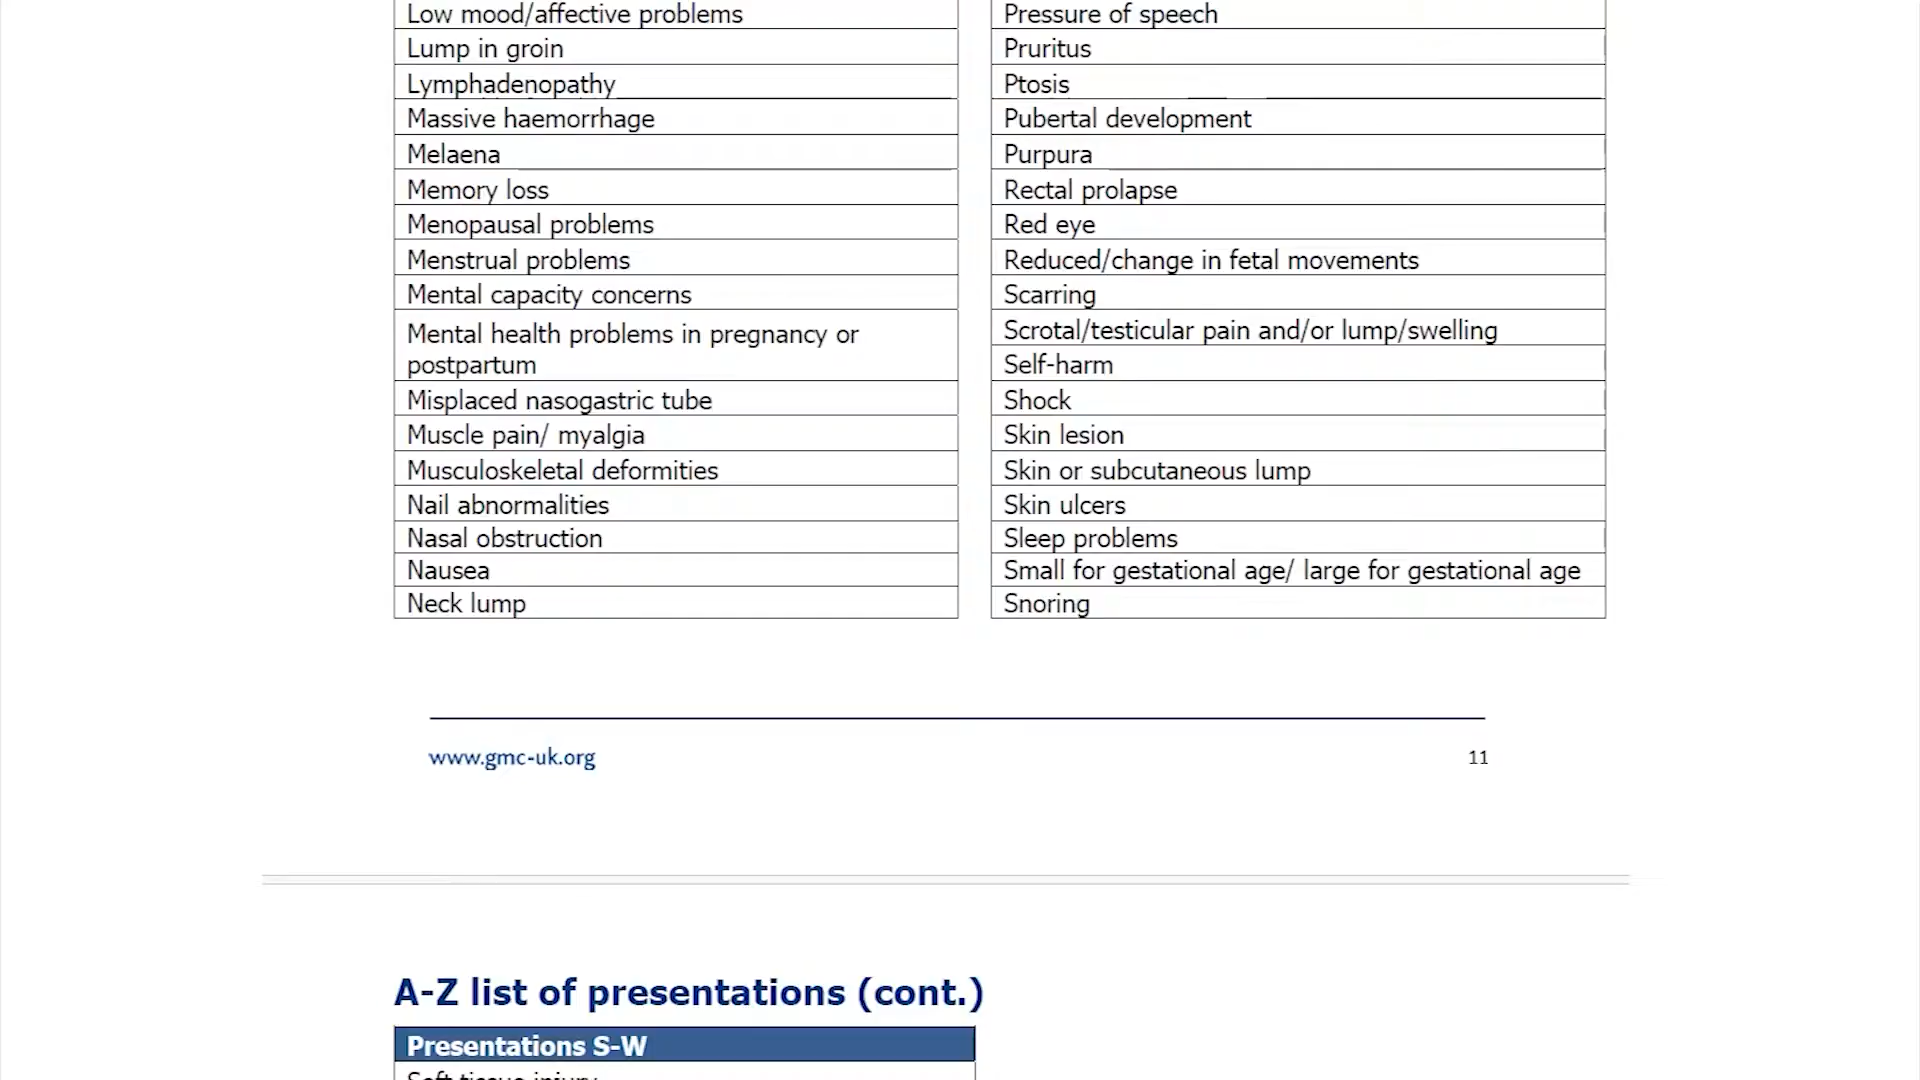 Low mood/affective problems
Lump in groin
Lymphadenopathy
Massive haemorrhage
Melaena
Memory loss
Menopausal problems
Menstrual problems
Mental capacity concerns
Mental health problems in pregnancy or
postpartum
Misplaced nasogastric tube
Muscle pain/ myalgia
Musculoskeletal deformities
Nail abnormalities
Nasal obstruction
Nausea
Neck lump
Pressure of speech
Pruritus
Ptosis
Pubertal development
Purpura
Rectal prolapse
Red eye
Reduced/change in fetal movements
Scarring
Scrotal/testicular pain and/or lump/swelling
Self-harm
Shock
Skin lesion
Skin or subcutaneous lump
Skin ulcers
Sleep problems
Small for gestational age/ large for gestational age
Snoring
www.gmc-uk.org
11
A-Z list of presentations (cont.)
Presentations S-W
Soft tissue injury